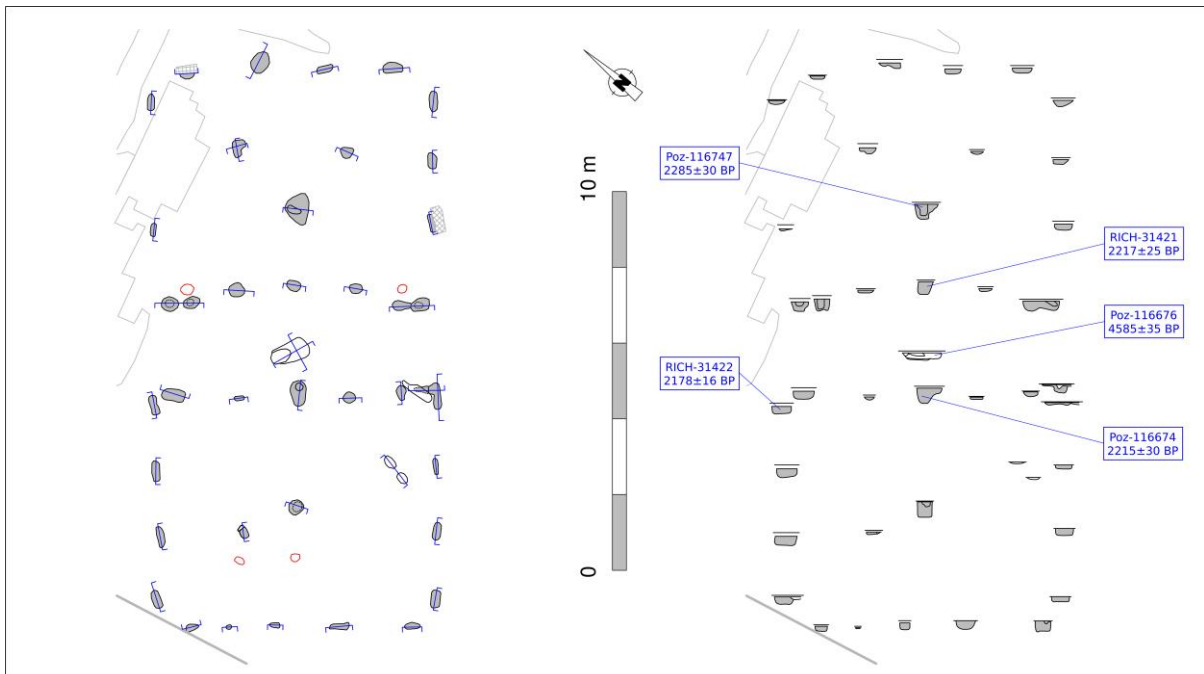 N
10 m
0
Poz-116747
2285±30 BP
RICH-31421
2217±25 BP
Poz-116676
4585±35 BP
RICH-31422
2178±16 BP
Poz-116674
2215±30 BP